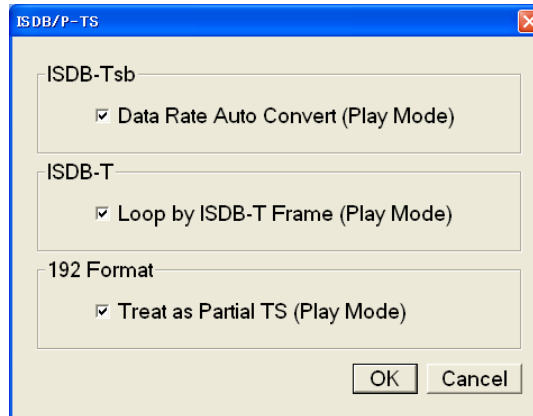 ISDB/P-TS
ISDB-Tsb
Data Rate Auto Convert (Play Mode)
ISDB-T
Loop by ISDB-T Frame (Play Mode)
192 Format
Treat as Partial TS (Play Mode)
OK
Cancel